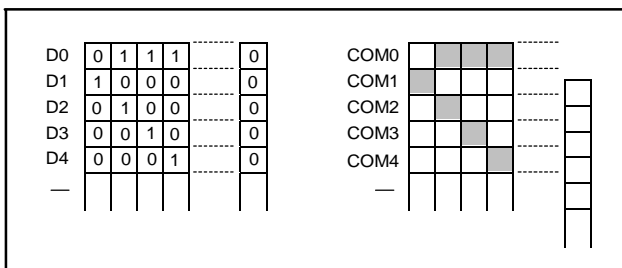 D0 0 1 1 1 0 COM0
D1 1 0 0 0 0 COM1
D2 0 1 0 0 0 COM2
D3 0 0 1 0 0 COM3
D4 0 0 0 1 0 COM4
— —